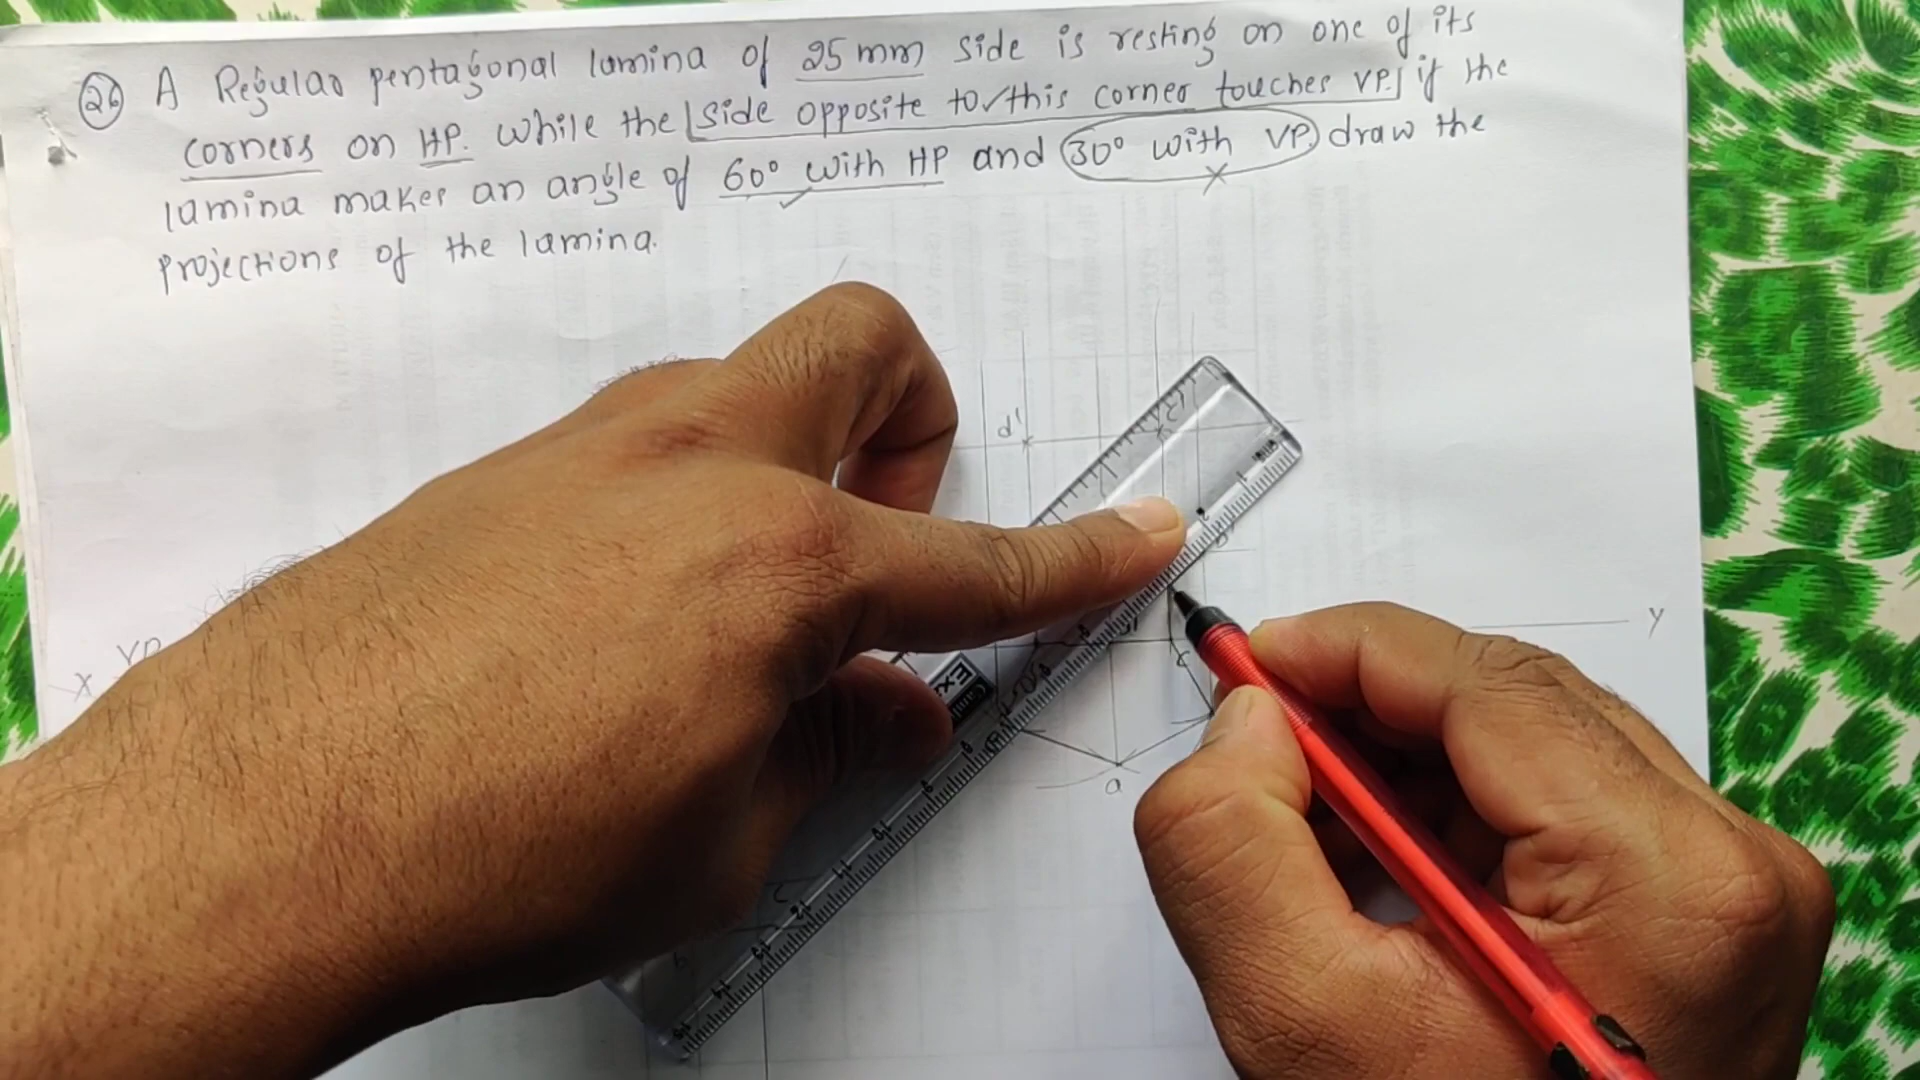 26 A Regular pentagonal lamina of 25 mm side is resting on one of its
corners on HP. while the side opposite to this corner touches VP. if the
lamina makes an angle of 60° with HP and 30° with VP. draw the
projections of the lamina.
d'
X VP
Y
c
a